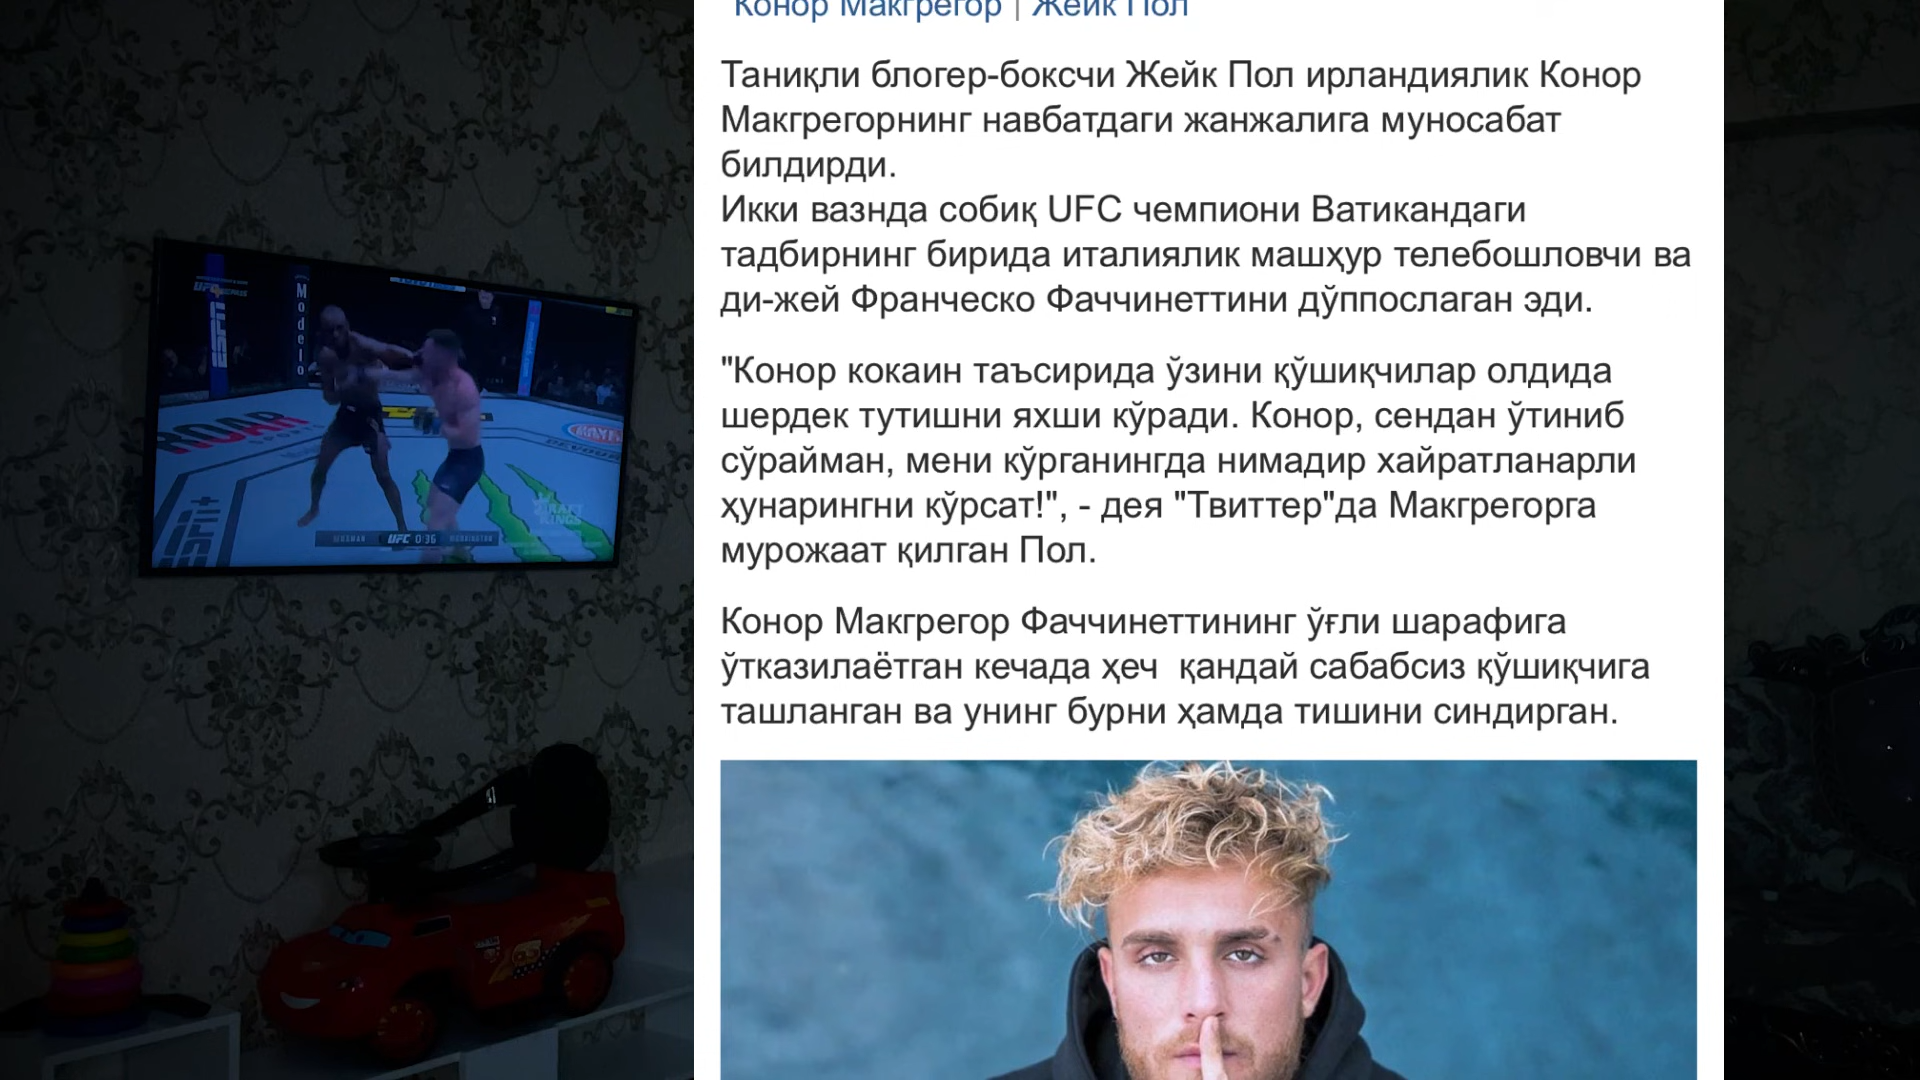 Конор Макгрегор | Жейк Пол
Таниқли блогер-боксчи Жейк Пол ирландиялик Конор
Макгрегорнинг навбатдаги жанжалига муносабат
билдирди.
Икки вазнда собиқ UFC чемпиони Ватикандаги
тадбирнинг бирида италиялик машҳур телебошловчи ва
ди-жей Франческо Фаччинеттини дўппослаган эди.
"Конор кокаин таъсирида ўзини қўшиқчилар олдида
шердек тутишни яхши кўради. Конор, сендан ўтиниб
сўрайман, мени кўрганингда нимадир хайратланарли
ҳунарингни кўрсат!", - дея "Твиттер"да Макгрегорга
мурожаат қилган Пол.
Конор Макгрегор Фаччинеттининг ўғли шарафига
ўтказилаётган кечада ҳеч  қандай сабабсиз қўшиқчига
ташланган ва унинг бурни ҳамда тишини синдирган.
ESPN
Modelo
ROAR
ESPN+
UFC 0:36